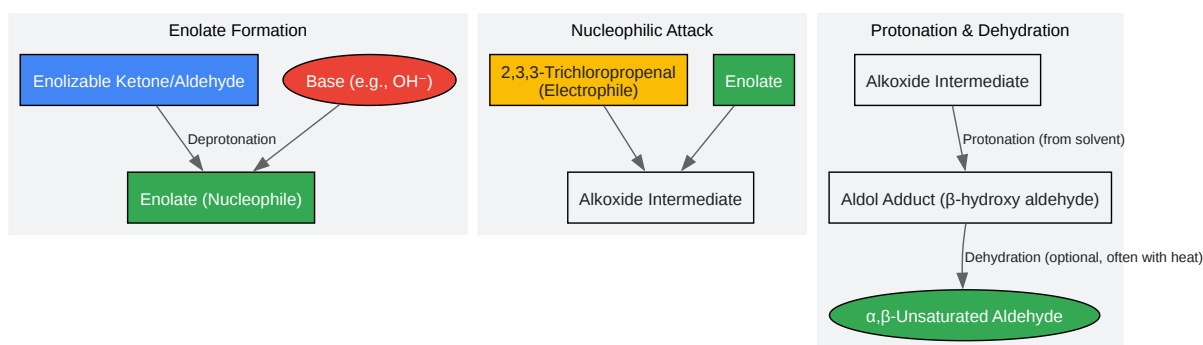 Enolate Formation
Enolizable Ketone/Aldehyde
Base (e.g., OH⁻)
Deprotonation
Enolate (Nucleophile)
Nucleophilic Attack
2,3,3-Trichloropropenal
(Electrophile)
Enolate
Alkoxide Intermediate
Protonation & Dehydration
Alkoxide Intermediate
Protonation (from solvent)
Aldol Adduct (β-hydroxy aldehyde)
Dehydration (optional, often with heat)
α,β-Unsaturated Aldehyde